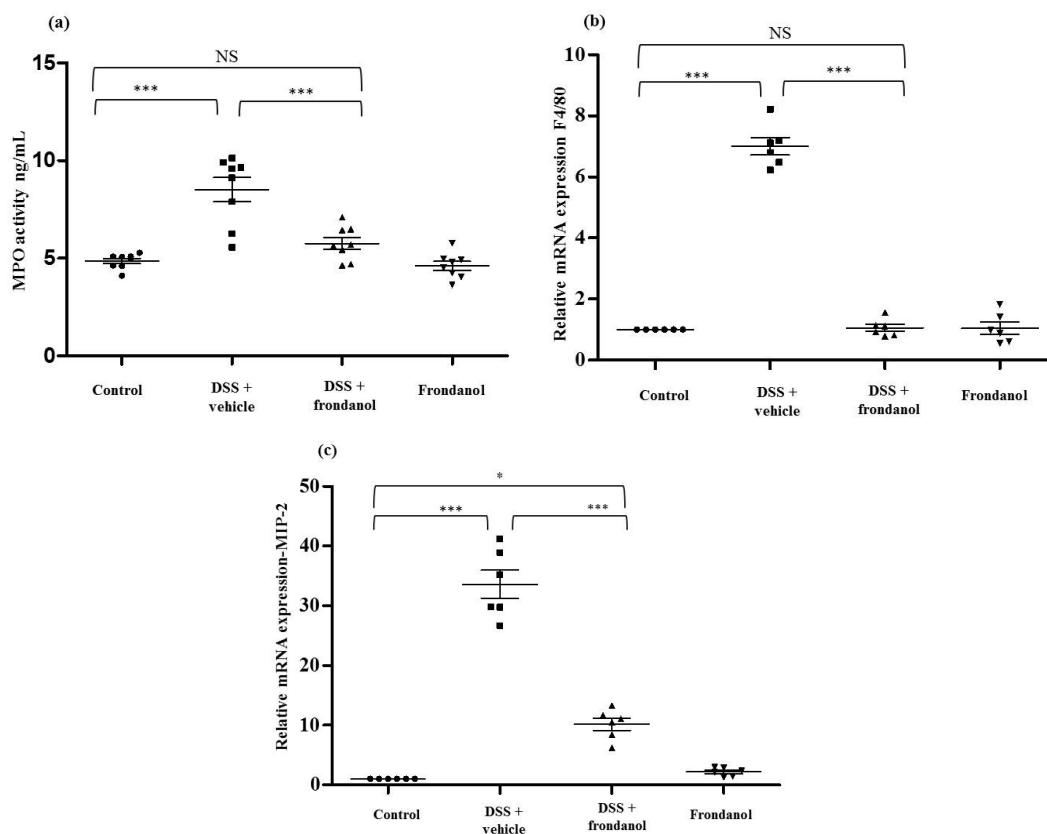 (a)
NS
***
***
15
10
5
0
MPO activity ng/mL
Control
DSS +
vehicle
DSS +
frondanol
Frondanol
(b)
NS
***
***
10
8
6
4
2
0
Relative mRNA expression F4/80
Control
DSS +
vehicle
DSS +
frondanol
Frondanol
(c)
*
***
***
50
40
30
20
10
0
Relative mRNA expression-MIP-2
Control
DSS +
vehicle
DSS +
frondanol
Frondanol